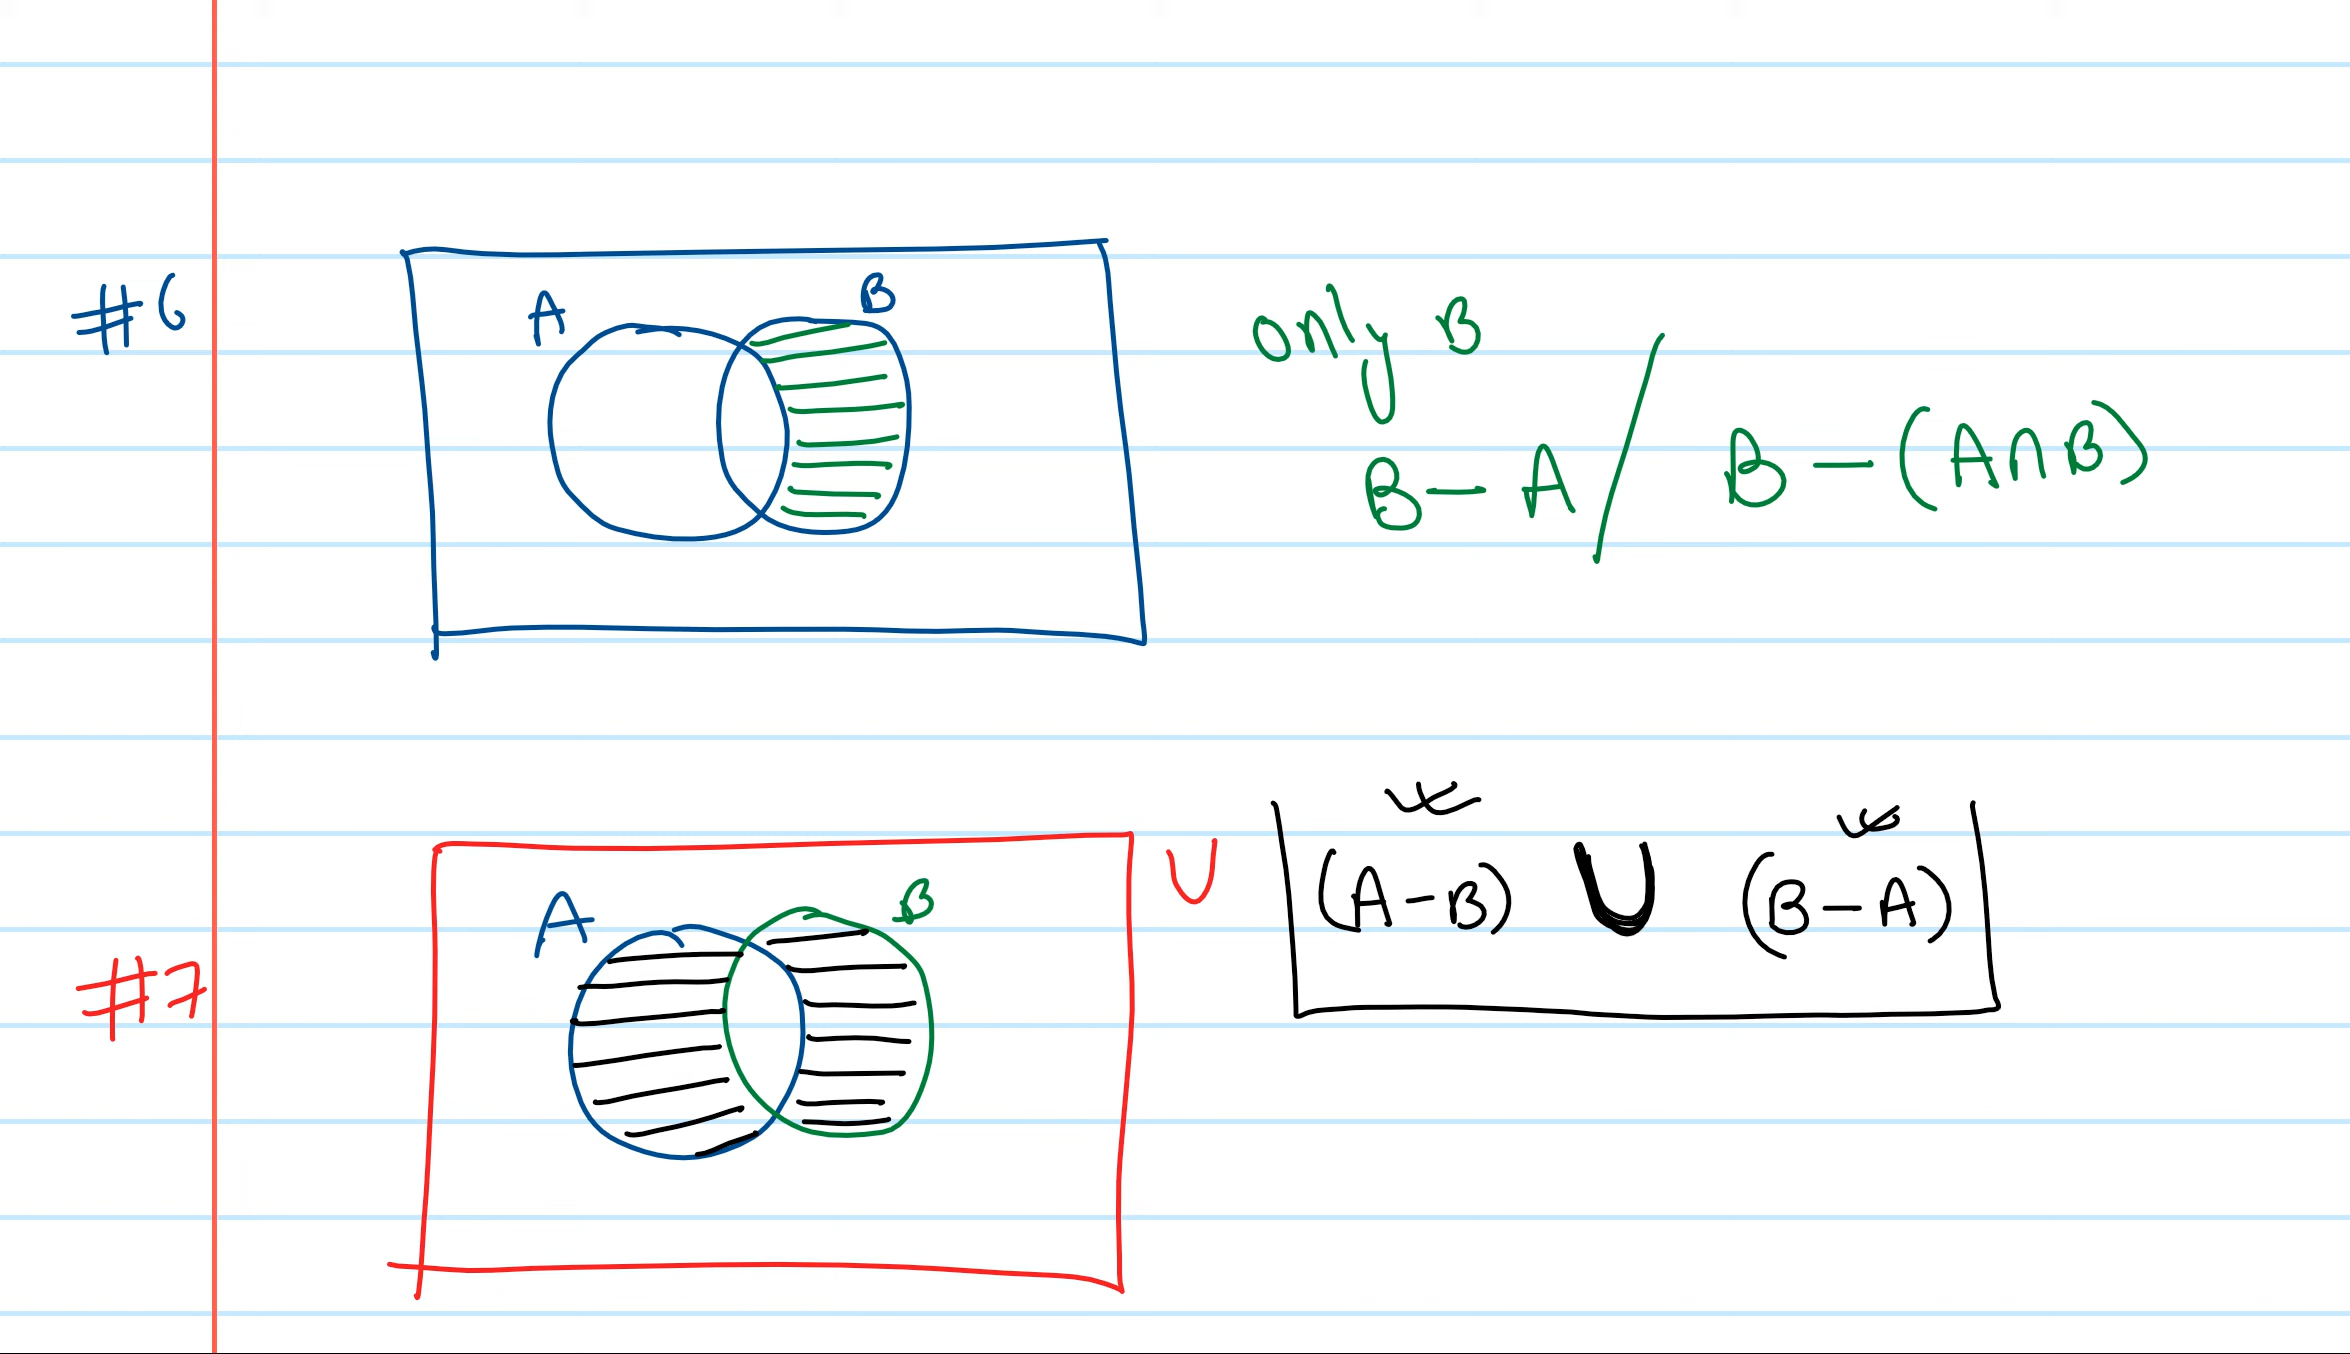 #6
A B
only B
B - A / B - (A∩B)
U
(A - B) ∪ (B - A)
A B
#7